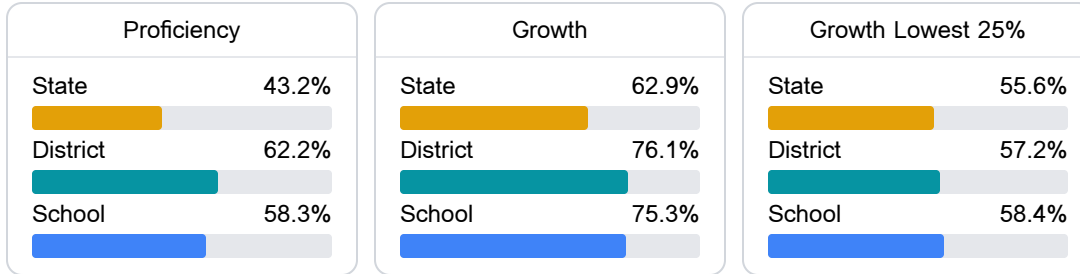 Proficiency
State 43.2%
District 62.2%
School 58.3%
Growth
State 62.9%
District 76.1%
School 75.3%
Growth Lowest 25%
State 55.6%
District 57.2%
School 58.4%